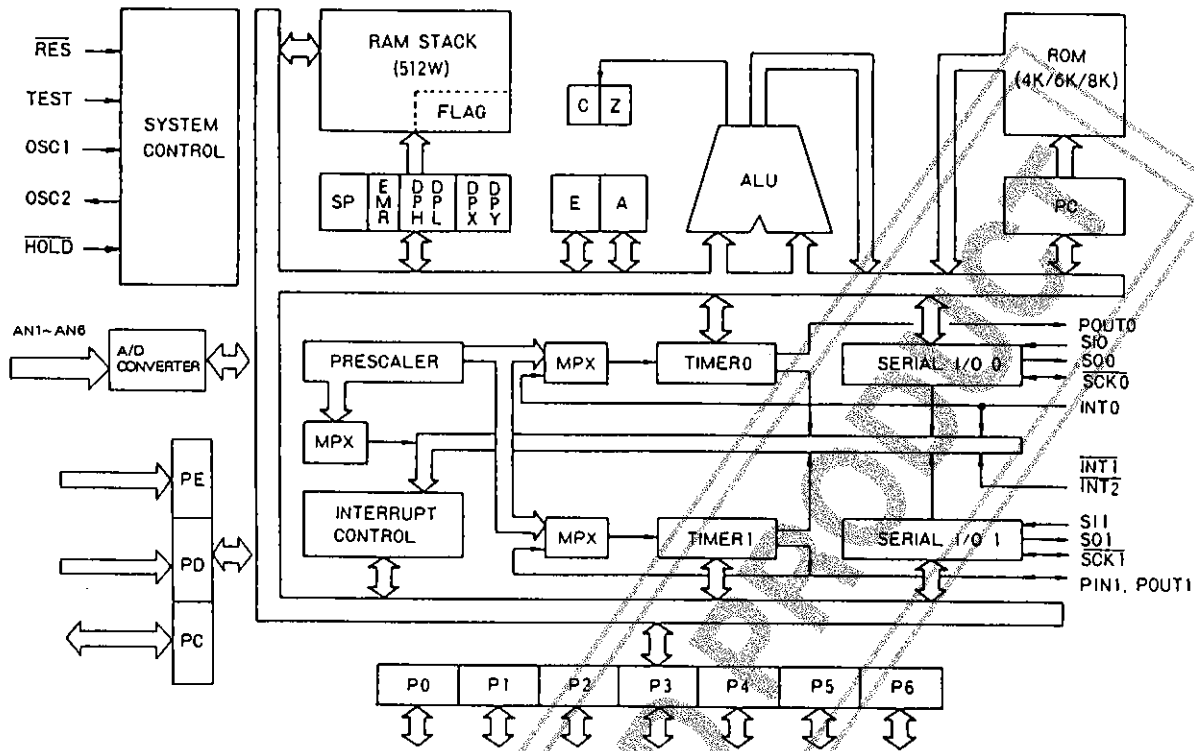 RES
TEST
OSC1
OSC2
HOLD
SYSTEM
CONTROL
RAM STACK
(512W)
FLAG
SP
EMR
DPH
DPL
DPX
DPY
C
Z
E
A
ALU
ROM
(4K/6K/8K)
PC
AN1~AN6
A/D
CONVERTER
PRESCALER
MPX
TIMER0
SERIAL I/O 0
POUT0
SI0
SO0
SCK0
INT0
MPX
INT1
INT2
INTERRUPT
CONTROL
MPX
TIMER1
SERIAL I/O 1
SI1
SO1
SCK1
PIN1, POUT1
PE
PD
PC
P0
P1
P2
P3
P4
P5
P6